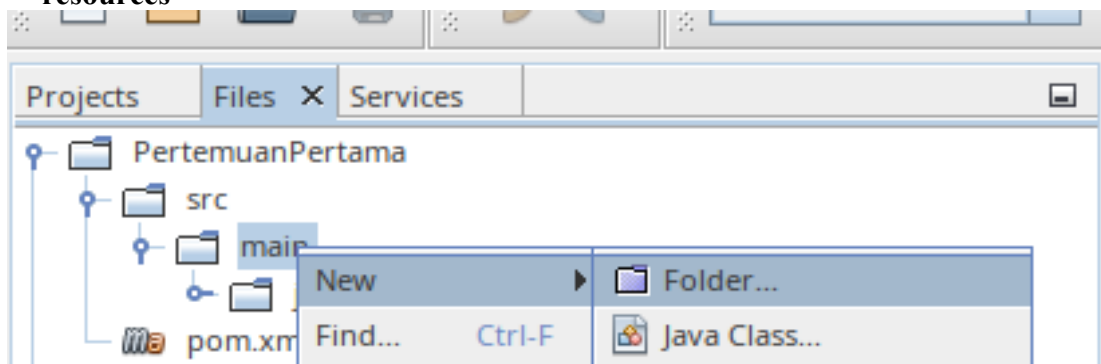 resources
Projects Files Services
PertemuanPertama
src
main
New Folder...
pom.xm Find... Ctrl-F Java Class...